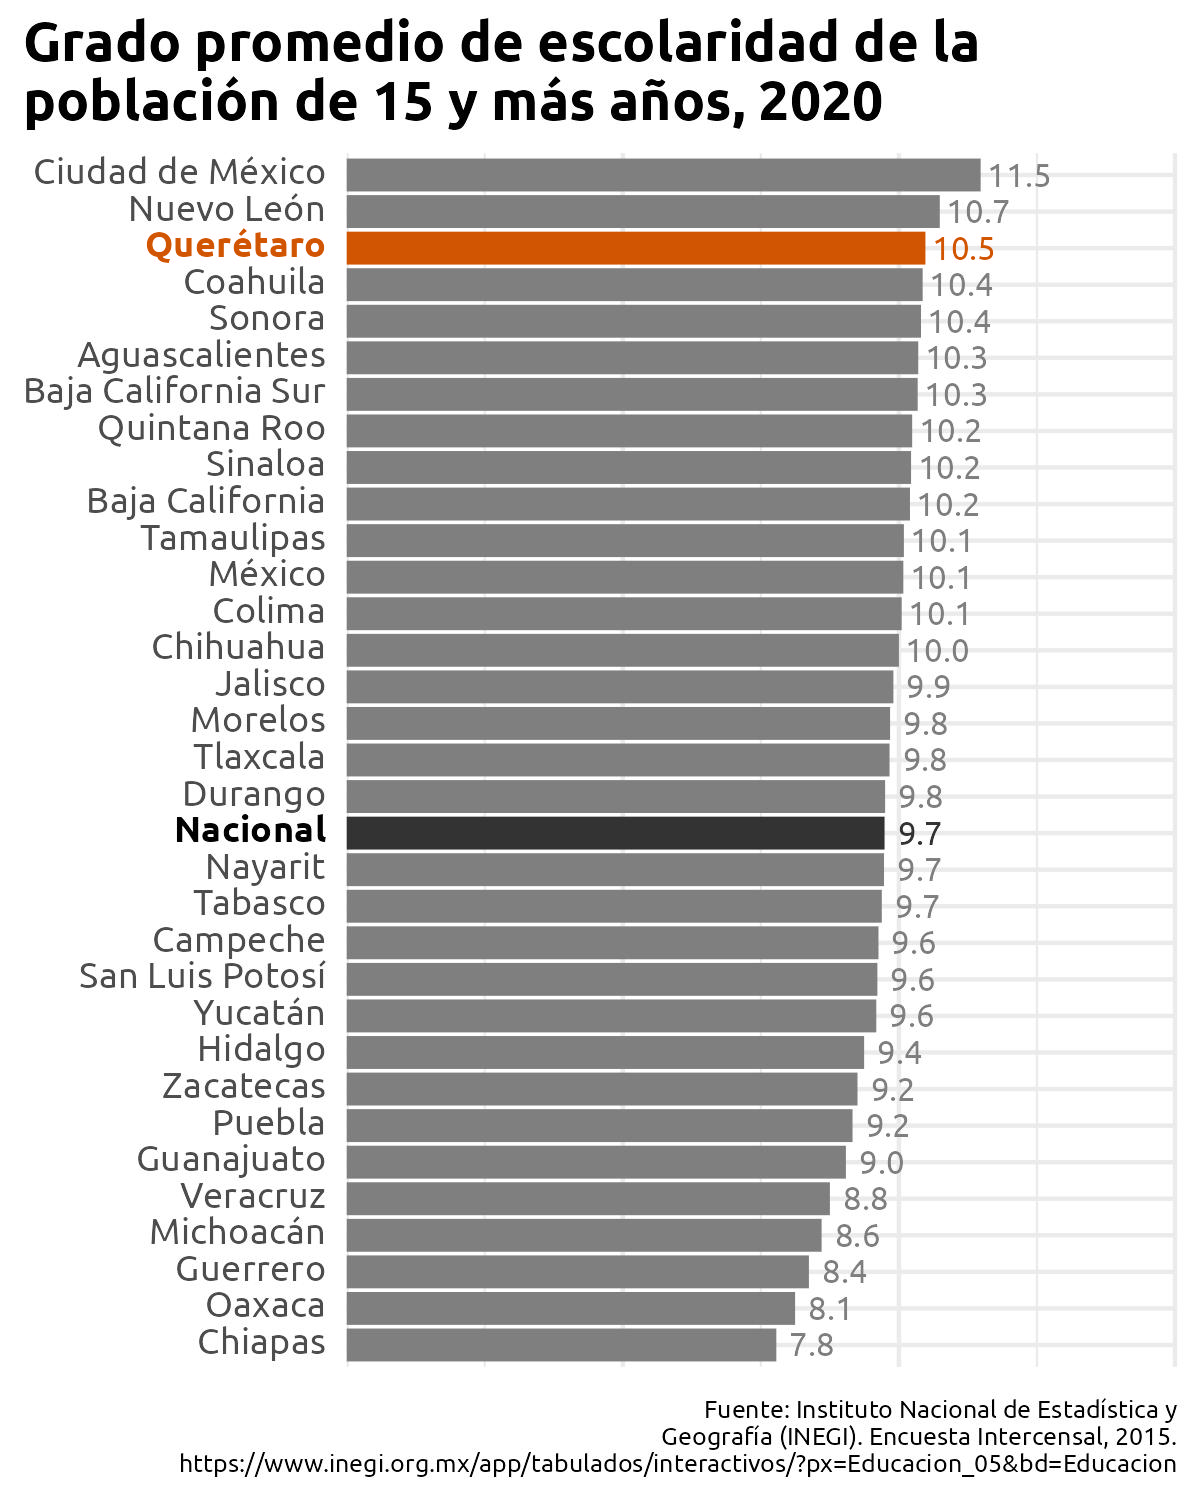 Grado promedio de escolaridad de la
población de 15 y más años, 2020
Ciudad de México 11.5
Nuevo León 10.7
Querétaro 10.5
Coahuila 10.4
Sonora 10.4
Aguascalientes 10.3
Baja California Sur 10.3
Quintana Roo 10.2
Sinaloa 10.2
Baja California 10.2
Tamaulipas 10.1
México 10.1
Colima 10.1
Chihuahua 10.0
Jalisco 9.9
Morelos 9.8
Tlaxcala 9.8
Durango 9.8
Nacional 9.7
Nayarit 9.7
Tabasco 9.7
Campeche 9.6
San Luis Potosí 9.6
Yucatán 9.6
Hidalgo 9.4
Zacatecas 9.2
Puebla 9.2
Guanajuato 9.0
Veracruz 8.8
Michoacán 8.6
Guerrero 8.4
Oaxaca 8.1
Chiapas 7.8
Fuente: Instituto Nacional de Estadística y
Geografía (INEGI). Encuesta Intercensal, 2015.
https://www.inegi.org.mx/app/tabulados/interactivos/?px=Educacion_05&bd=Educacion